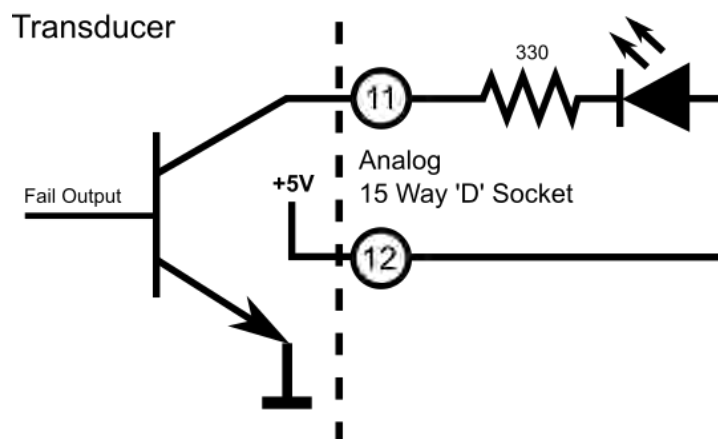 Transducer
330
11
Analog
15 Way 'D' Socket
+5V
Fail Output
12